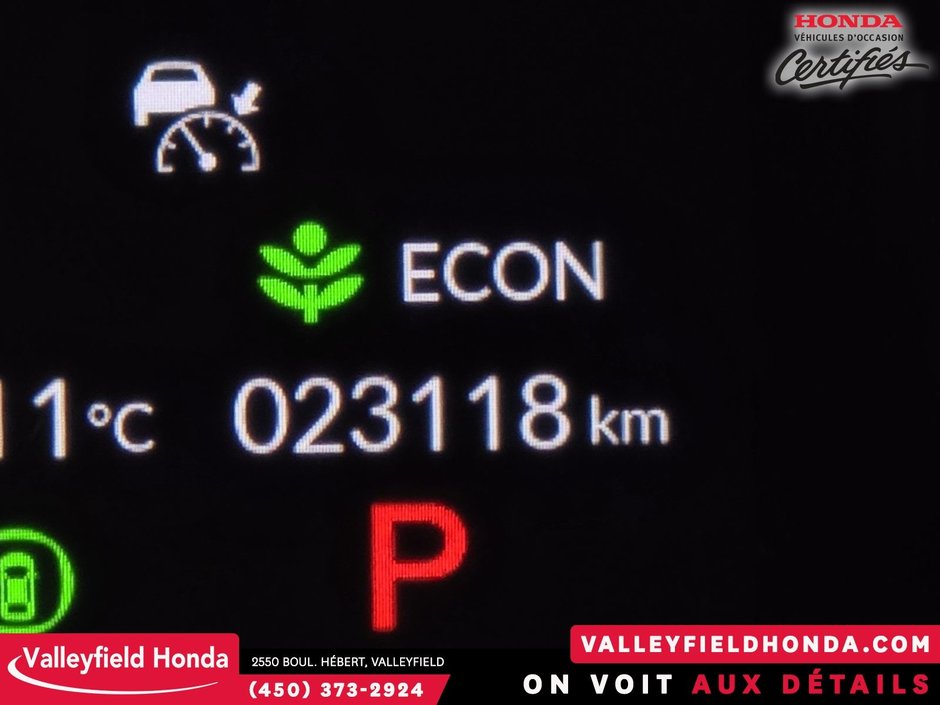 HONDA
VÉHICULES D'OCCASION
Certifiés
ECON
11°C 023118 km
P
Valleyfield Honda
2550 BOUL. HÉBERT, VALLEYFIELD
(450) 373-2924
VALLEYFIELDHONDA.COM
ON VOIT AUX DÉTAILS